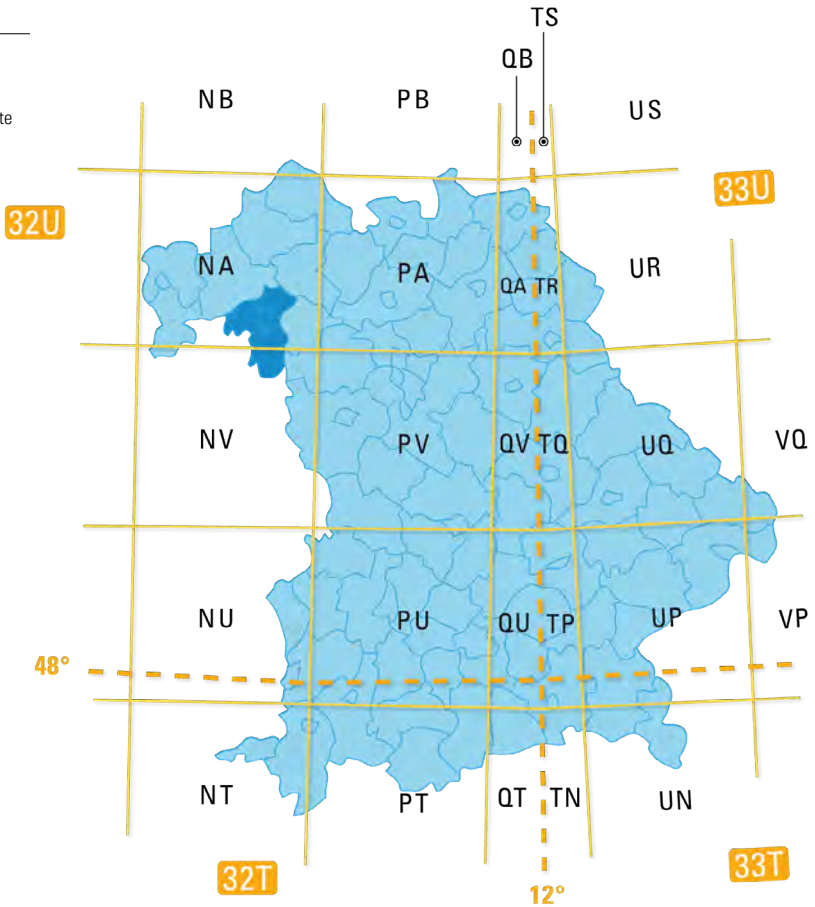 TS
QB
NB PB US
te
32U 33U
NA PA QA TR UR
NV PV QV TQ UQ VQ
NU PU QU TP UP VP
48°
NT PT QT TN UN
32T 33T
12°